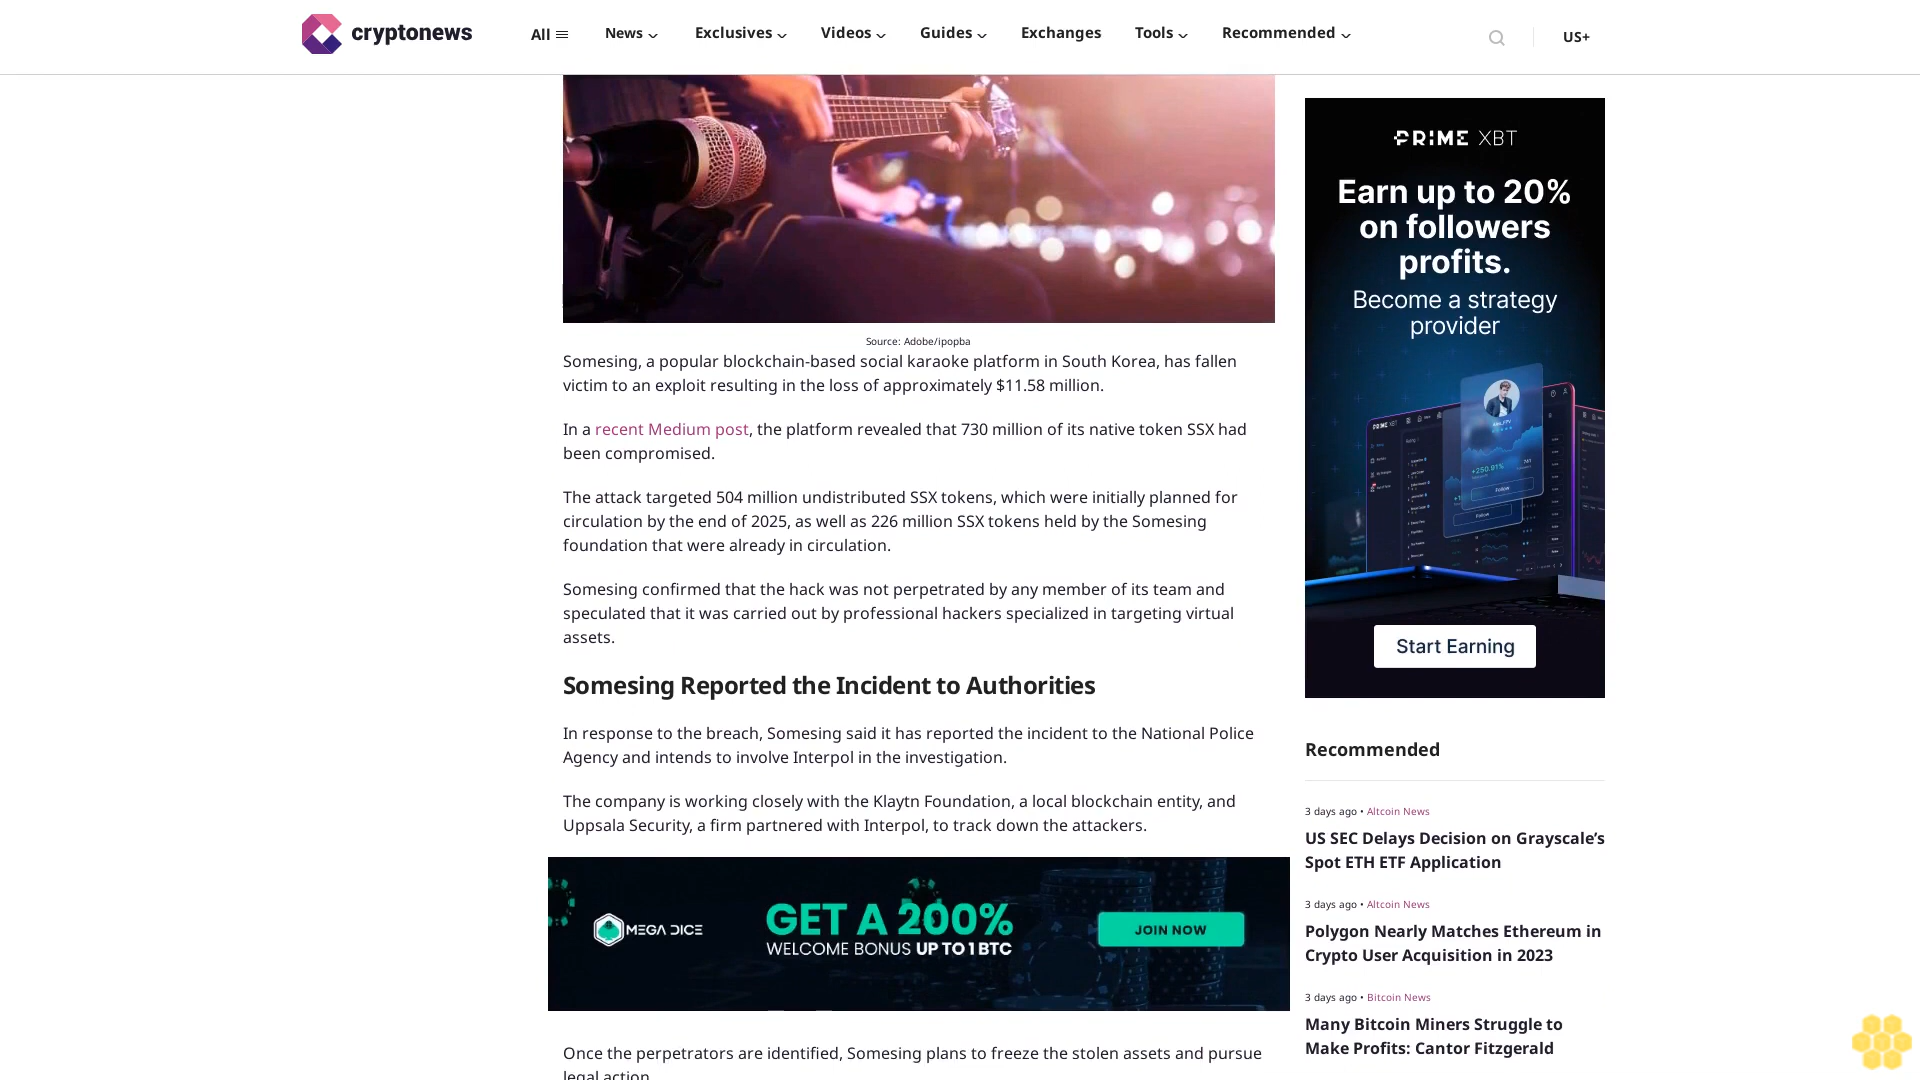 cryptonews
All
News
Exclusives
Videos
Guides
Exchanges
Tools
Recommended
US+
Source: Adobe/ipopba
Somesing, a popular blockchain-based social karaoke platform in South Korea, has fallen
victim to an exploit resulting in the loss of approximately $11.58 million.
In a recent Medium post, the platform revealed that 730 million of its native token SSX had
been compromised.
The attack targeted 504 million undistributed SSX tokens, which were initially planned for
circulation by the end of 2025, as well as 226 million SSX tokens held by the Somesing
foundation that were already in circulation.
Somesing confirmed that the hack was not perpetrated by any member of its team and
speculated that it was carried out by professional hackers specialized in targeting virtual
assets.
Somesing Reported the Incident to Authorities
In response to the breach, Somesing said it has reported the incident to the National Police
Agency and intends to involve Interpol in the investigation.
The company is working closely with the Klaytn Foundation, a local blockchain entity, and
Uppsala Security, a firm partnered with Interpol, to track down the attackers.
MEGA DICE
GET A 200%
WELCOME BONUS UP TO 1 BTC
JOIN NOW
Once the perpetrators are identified, Somesing plans to freeze the stolen assets and pursue
legal action.
PRIME XBT
Earn up to 20%
on followers
profits.
Become a strategy
provider
+250.91%
Follow
Follow
Start Earning
Recommended
3 days ago • Altcoin News
US SEC Delays Decision on Grayscale’s
Spot ETH ETF Application
3 days ago • Altcoin News
Polygon Nearly Matches Ethereum in
Crypto User Acquisition in 2023
3 days ago • Bitcoin News
Many Bitcoin Miners Struggle to
Make Profits: Cantor Fitzgerald